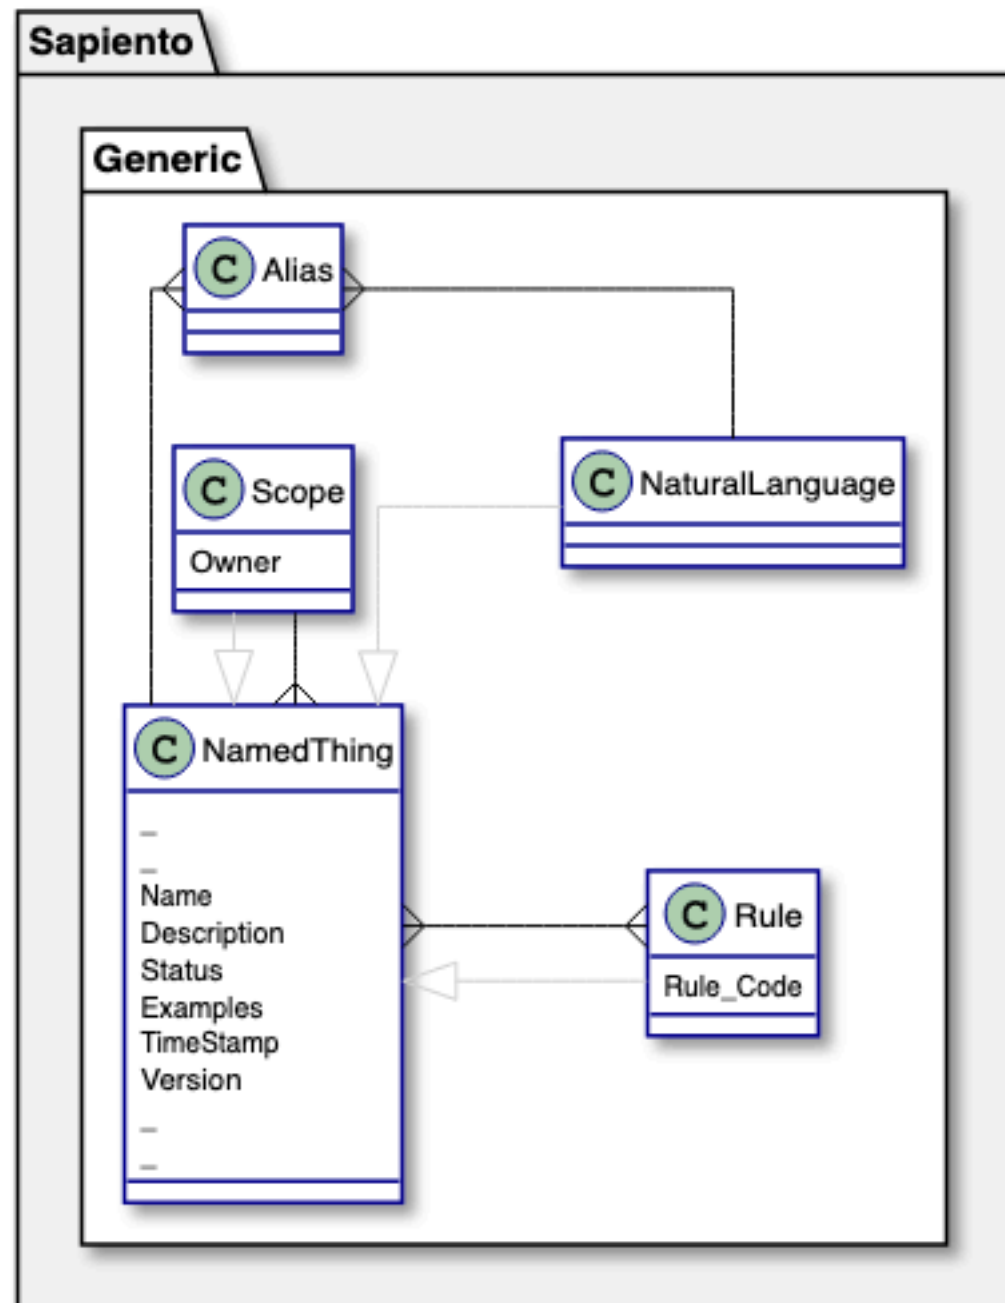 Sapiento
Generic
C Alias
C Scope
Owner
C NaturalLanguage
C NamedThing
_
_
Name
Description
Status
Examples
TimeStamp
Version
_
_
C Rule
Rule_Code